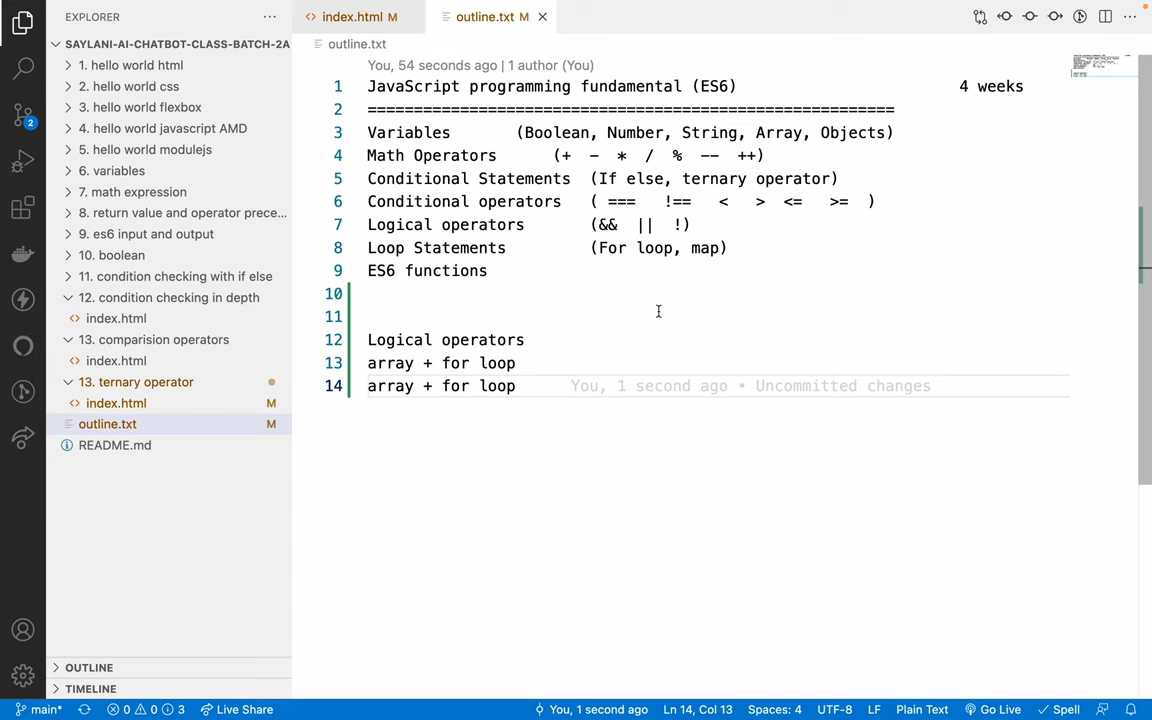 EXPLORER
index.html M
outline.txt M
SAYLANI-AI-CHATBOT-CLASS-BATCH-2A
1. hello world html
2. hello world css
3. hello world flexbox
4. hello world javascript AMD
5. hello world modulejs
6. variables
7. math expression
8. return value and operator prece...
9. es6 input and output
10. boolean
11. condition checking with if else
12. condition checking in depth
index.html
13. comparision operators
index.html
13. ternary operator
index.html M
outline.txt M
README.md
OUTLINE
TIMELINE
2
outline.txt
You, 54 seconds ago | 1 author (You)
1 JavaScript programming fundamental (ES6) 4 weeks
2 =========================================================
3 Variables (Boolean, Number, String, Array, Objects)
4 Math Operators (+ - * / % -- ++)
5 Conditional Statements (If else, ternary operator)
6 Conditional operators ( === !== < > <= >= )
7 Logical operators (&& || !)
8 Loop Statements (For loop, map)
9 ES6 functions
10
11
12 Logical operators
13 array + for loop
14 array + for loop You, 1 second ago • Uncommitted changes
main* 0 0 3 Live Share You, 1 second ago Ln 14, Col 13 Spaces: 4 UTF-8 LF Plain Text Go Live Spell